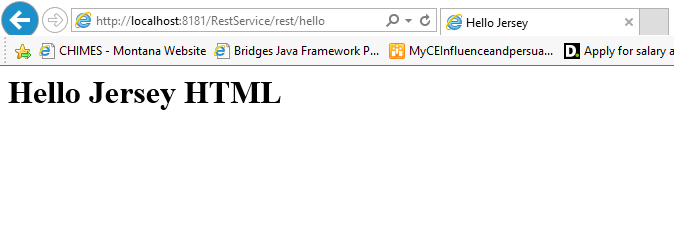 http://localhost:8181/RestService/rest/hello
Hello Jersey
CHIMES - Montana Website
Bridges Java Framework P...
MyCEInfluenceandpersua...
D. Apply for salary a
Hello Jersey HTML